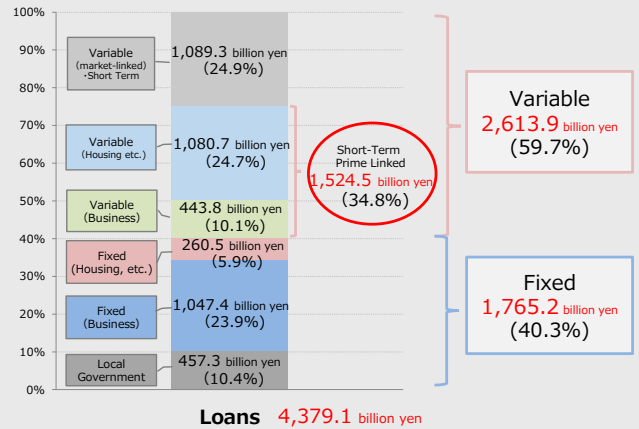 100%
90%
80%
70%
60%
50%
40%
30%
20%
10%
0%
Variable
(market-linked)
・Short Term
1,089.3 billion yen
(24.9%)
Variable
(Housing etc.)
1,080.7 billion yen
(24.7%)
Variable
(Business)
443.8 billion yen
(10.1%)
Fixed
(Housing, etc.)
260.5 billion yen
(5.9%)
Fixed
(Business)
1,047.4 billion yen
(23.9%)
Local
Government
457.3 billion yen
(10.4%)
Short-Term
Prime Linked
1,524.5 billion yen
(34.8%)
Variable
2,613.9 billion yen
(59.7%)
Fixed
1,765.2 billion yen
(40.3%)
Loans 4,379.1 billion yen